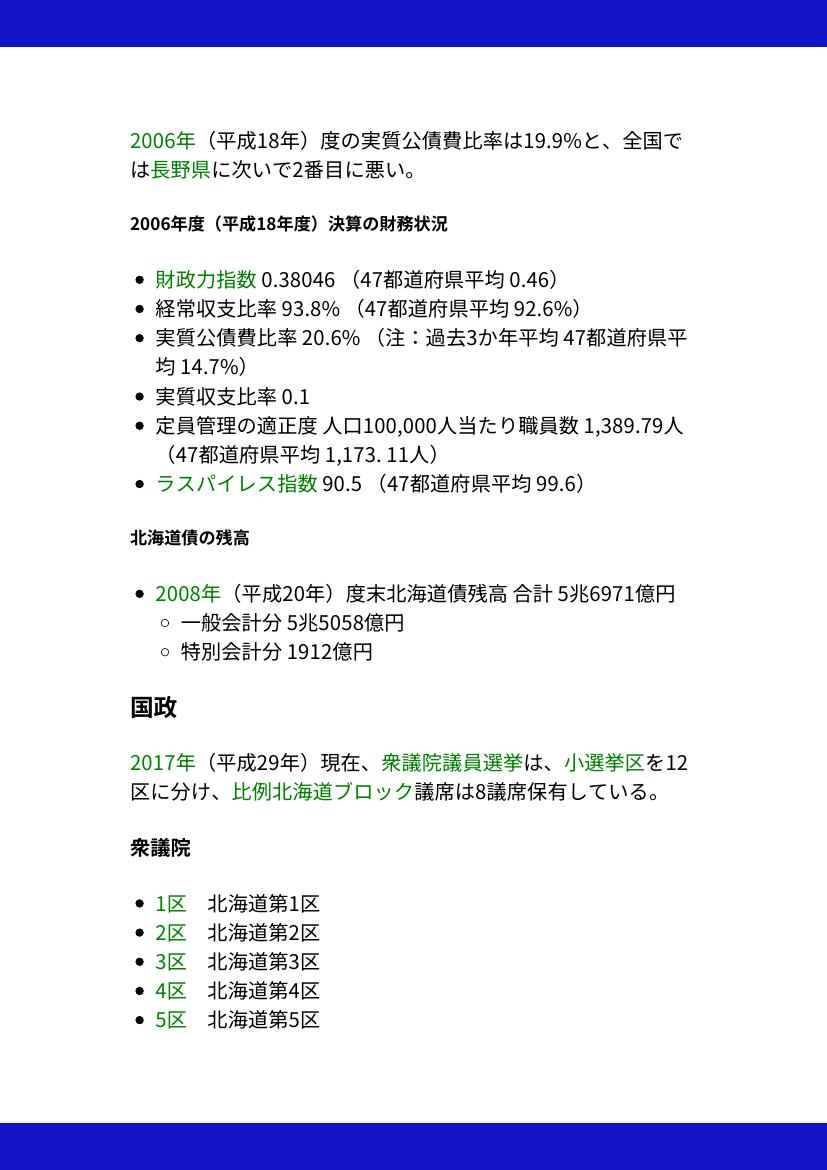 2006年（平成18年）度の実質公債費比率は19.9%と、全国で
は長野県に次いで2番目に悪い。
2006年度（平成18年度）決算の財務状況
財政力指数 0.38046 （47都道府県平均 0.46）
経常収支比率 93.8% （47都道府県平均 92.6%）
実質公債費比率 20.6% （注：過去3か年平均 47都道府県平
均 14.7%）
実質収支比率 0.1
定員管理の適正度 人口100,000人当たり職員数 1,389.79人
（47都道府県平均 1,173. 11人）
ラスパイレス指数 90.5 （47都道府県平均 99.6）
北海道債の残高
2008年（平成20年）度末北海道債残高 合計 5兆6971億円
一般会計分 5兆5058億円
特別会計分 1912億円
国政
2017年（平成29年）現在、衆議院議員選挙は、小選挙区を12
区に分け、比例北海道ブロック議席は8議席保有している。
衆議院
1区　北海道第1区
2区　北海道第2区
3区　北海道第3区
4区　北海道第4区
5区　北海道第5区